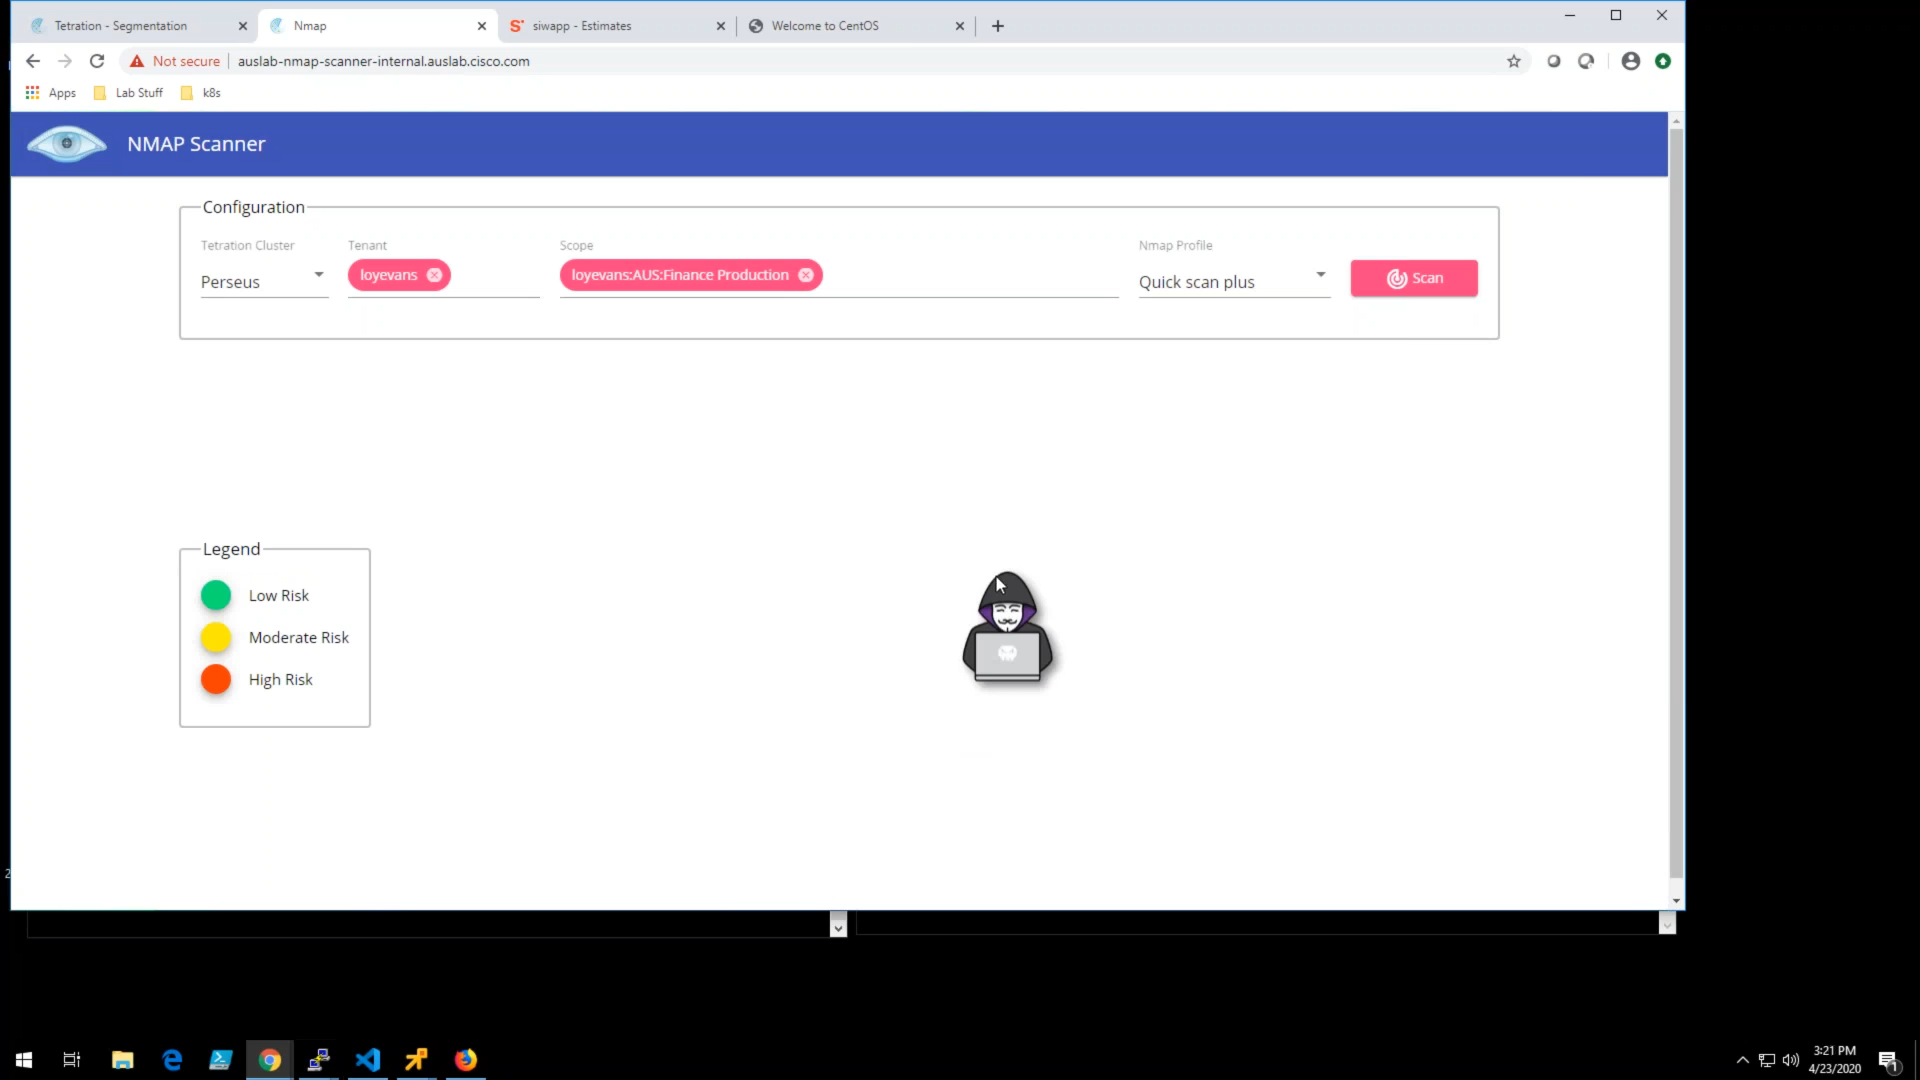 Tetration - Segmentation
Nmap
siwapp - Estimates
Welcome to CentOS
Not secure
auslab-nmap-scanner-internal.auslab.cisco.com
Apps
Lab Stuff
k8s
NMAP Scanner
Configuration
Tetration Cluster
Tenant
Scope
Nmap Profile
Perseus
loyevans
loyevans:AUS:Finance Production
Quick scan plus
Scan
Legend
Low Risk
Moderate Risk
High Risk
2
3:21 PM
4/23/2020
1